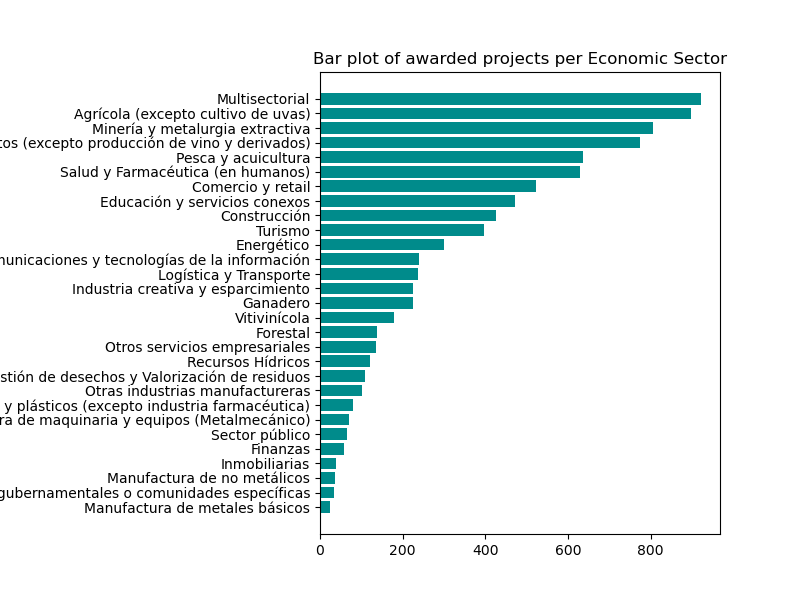 Bar plot of awarded projects per Economic Sector
Multisectorial
Agrícola (excepto cultivo de uvas)
Minería y metalurgia extractiva
(excepto producción de vino y derivados)
Pesca y acuicultura
Salud y Farmacéutica (en humanos)
Comercio y retail
Educación y servicios conexos
Construcción
Turismo
Energético
y tecnologías de la información
Logística y Transporte
Industria creativa y esparcimiento
Ganadero
Vitivinícola
Forestal
Otros servicios empresariales
Recursos Hídricos
de desechos y Valorización de residuos
Otras industrias manufactureras
y plásticos (excepto industria farmacéutica)
de maquinaria y equipos (Metalmecánico)
Sector público
Finanzas
Inmobiliarias
Manufactura de no metálicos
gubernamentales o comunidades específicas
Manufactura de metales básicos
0 200 400 600 800